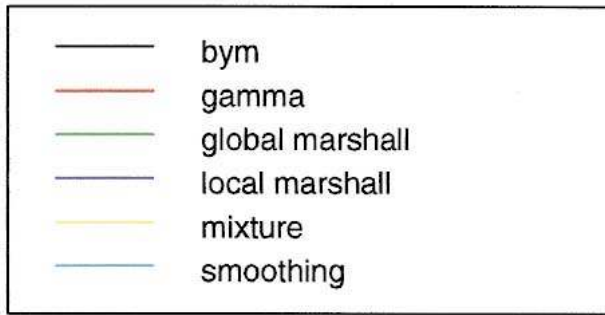 bym
gamma
global marshall
local marshall
mixture
smoothing